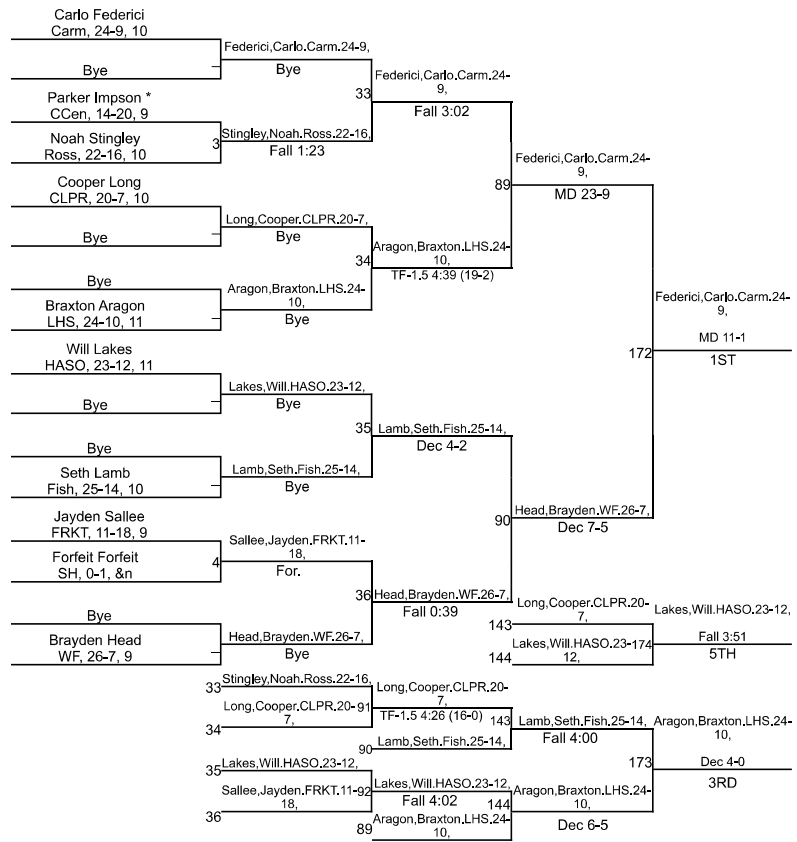 Carlo Federici
Carm, 24-9, 10
Bye
Parker Impson *
CCen, 14-20, 9
Noah Stingley
Ross, 22-16, 10
Cooper Long
CLPR, 20-7, 10
Bye
Bye
Braxton Aragon
LHS, 24-10, 11
Will Lakes
HASO, 23-12, 11
Bye
Bye
Seth Lamb
Fish, 25-14, 10
Jayden Sallee
FRKT, 11-18, 9
Forfeit Forfeit
SH, 0-1, &n
Bye
Brayden Head
WF, 26-7, 9
Federici,Carlo.Carm.24-9,
Bye
3
Stingley,Noah.Ross.22-16,
Fall 1:23
Long,Cooper.CLPR.20-7,
Bye
Aragon,Braxton.LHS.24-
10,
Bye
Lakes,Will.HASO.23-12,
Bye
Lamb,Seth.Fish.25-14,
Bye
4
Sallee,Jayden.FRKT.11-
18,
For.
Head,Brayden.WF.26-7,
Bye
33
Federici,Carlo.Carm.24-
9,
Fall 3:02
34
Aragon,Braxton.LHS.24-
10,
TF-1.5 4:39 (19-2)
35
Lamb,Seth.Fish.25-14,
Dec 4-2
36
Head,Brayden.WF.26-7,
Fall 0:39
89
Federici,Carlo.Carm.24-
9,
MD 23-9
90
Head,Brayden.WF.26-7,
Dec 7-5
172
Federici,Carlo.Carm.24-
9,
MD 11-1
1ST
143
Long,Cooper.CLPR.20-
7,
144
Lakes,Will.HASO.23-
12,
174
Lakes,Will.HASO.23-12,
Fall 3:51
5TH
33
Stingley,Noah.Ross.22-16,
34
Long,Cooper.CLPR.20-
7,
91
Long,Cooper.CLPR.20-
7,
TF-1.5 4:26 (16-0)
90
Lamb,Seth.Fish.25-14,
143
Lamb,Seth.Fish.25-14,
Fall 4:00
35
Lakes,Will.HASO.23-12,
36
Sallee,Jayden.FRKT.11-
18,
92
Lakes,Will.HASO.23-12,
Fall 4:02
89
Aragon,Braxton.LHS.24-
10,
144
Aragon,Braxton.LHS.24-
10,
Dec 6-5
173
Aragon,Braxton.LHS.24-
10,
Dec 4-0
3RD